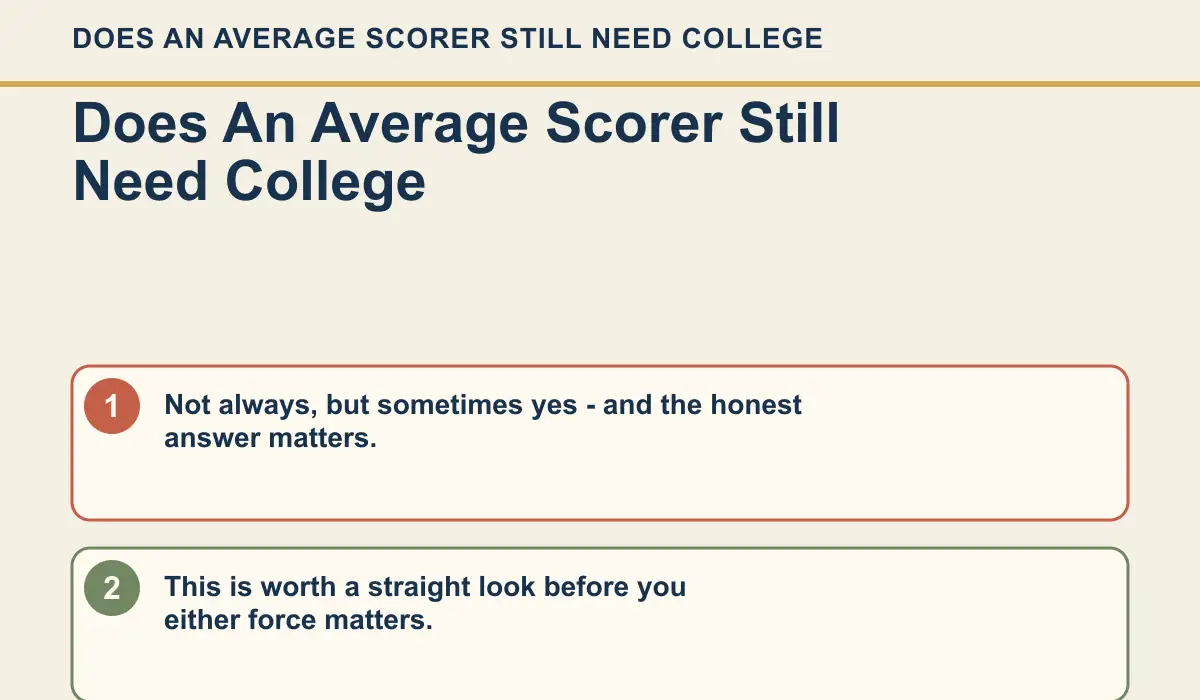 DOES AN AVERAGE SCORER STILL NEED COLLEGE
Does An Average Scorer Still
Need College
1
Not always, but sometimes yes - and the honest
answer matters.
2
This is worth a straight look before you
either force matters.